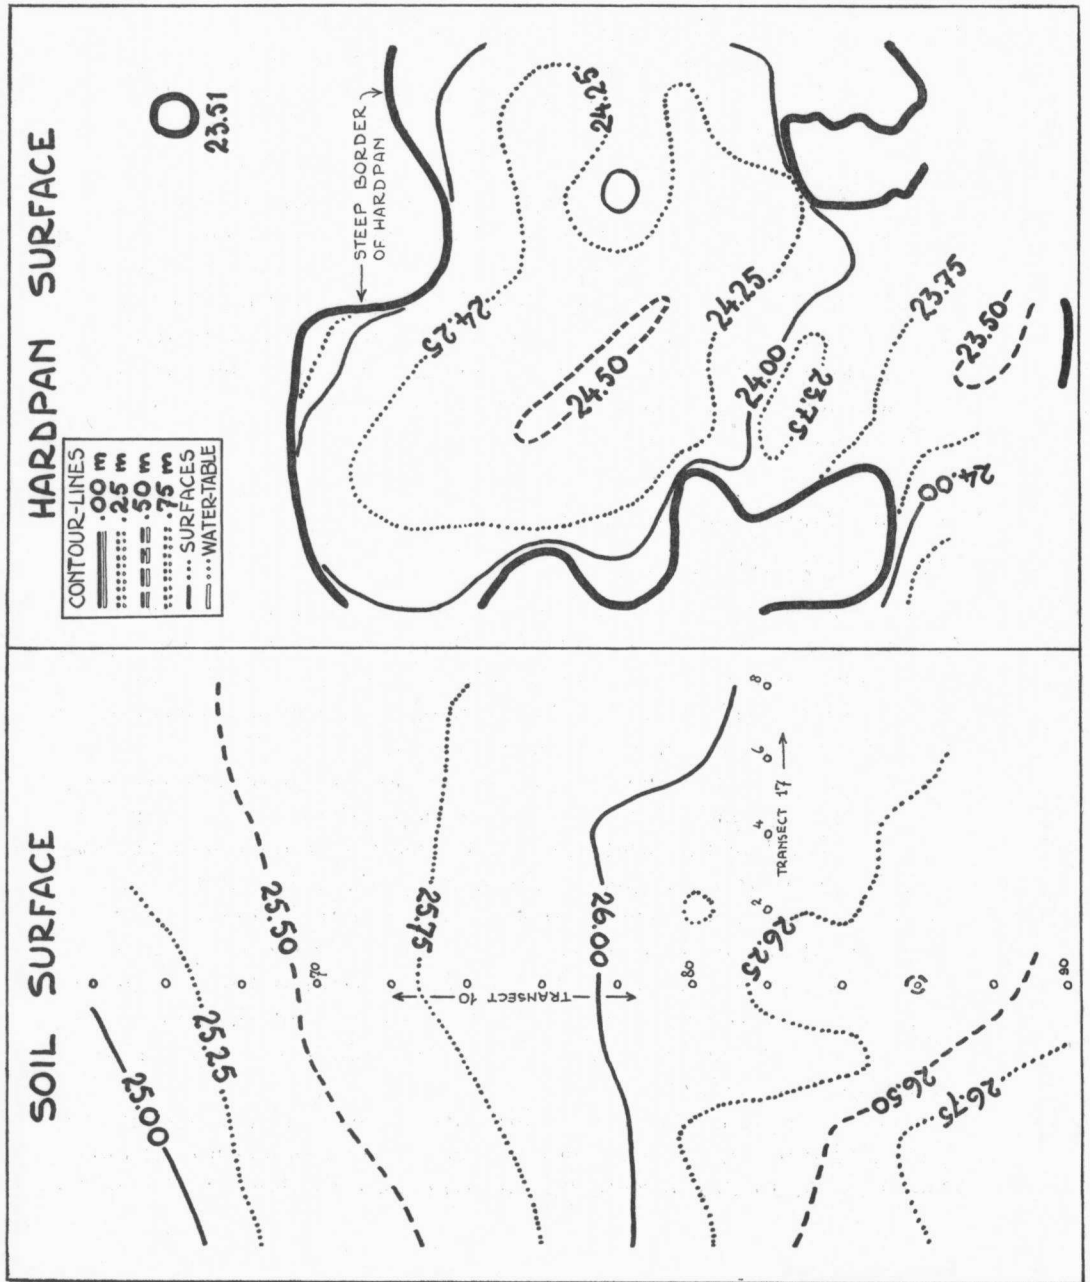 HARDPAN SURFACE
23.51
STEEP BORDER
OF HARDPAN
CONTOUR-LINES
.00 m
.25 m
.50 m
.75 m
SURFACES
WATER-TABLE
24.25
24.25
24.50
24.25
24.00
23.75
23.75
23.50
24.00
SOIL SURFACE
25.00
25.25
25.50
25.75
26.00
26.25
26.50
26.75
70
TRANSECT 10
80
90
96
2
4
6
8
TRANSECT 17